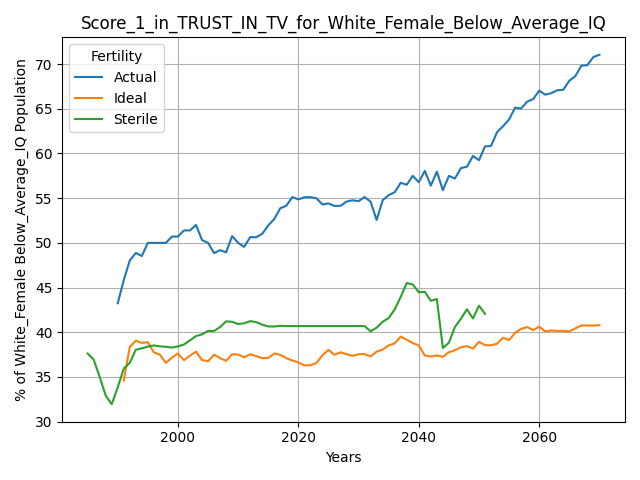 Score_1_in_TRUST_IN_TV_for_White_Female_Below_Average_IQ
Fertility
Actual
Ideal
Sterile
% of White_Female Below_Average_IQ Population
70
65
60
55
50
45
40
35
30
2000
2020
2040
2060
Years